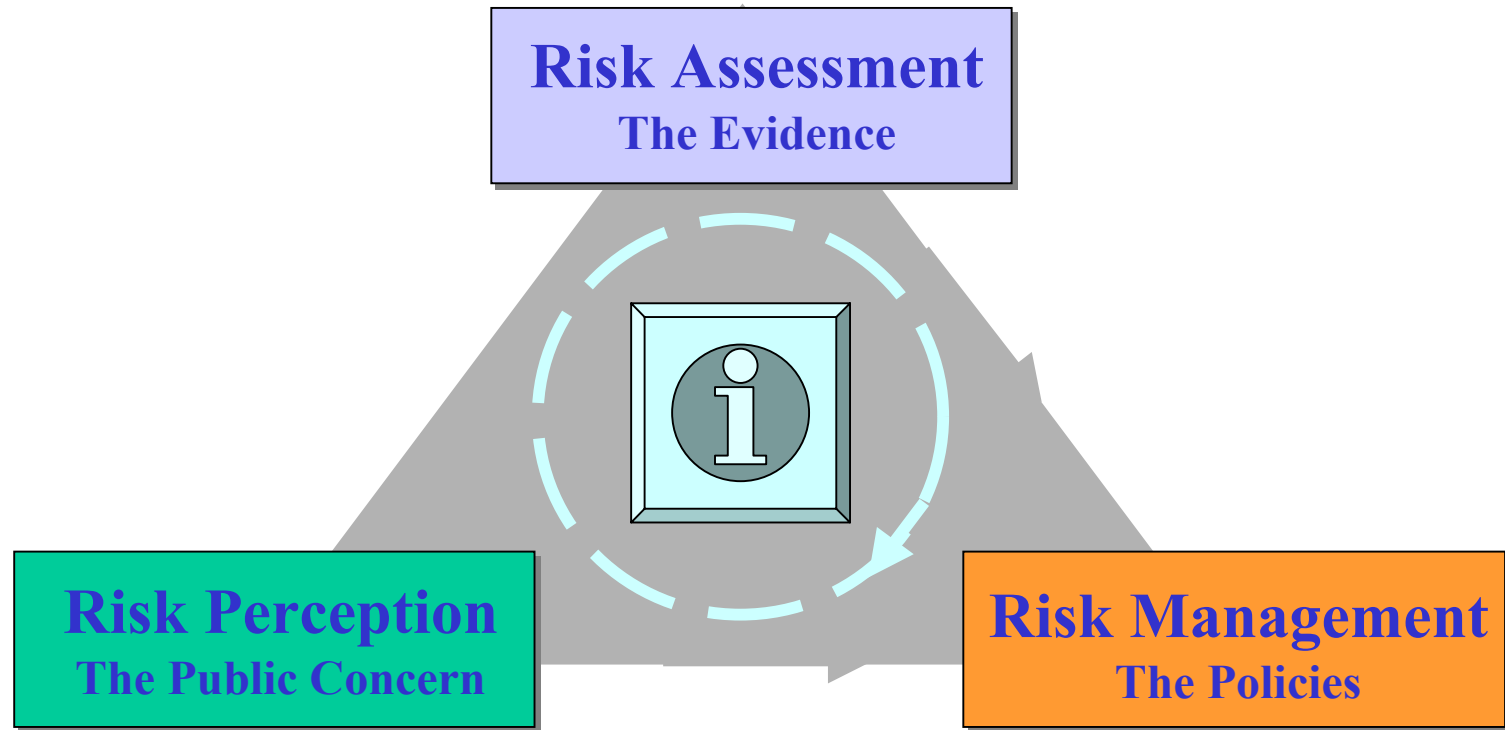 Risk Assessment
The Evidence
i
Risk Perception
The Public Concern
Risk Management
The Policies